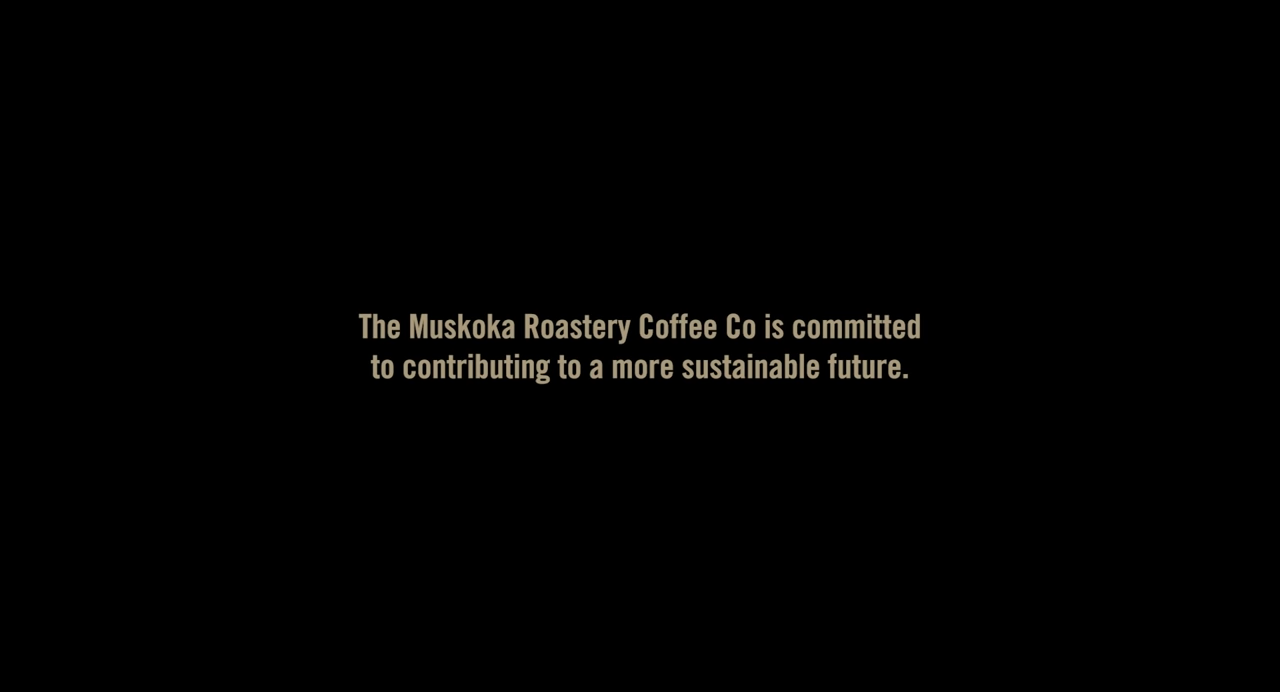 The Muskoka Roastery Coffee Co is committed
to contributing to a more sustainable future.